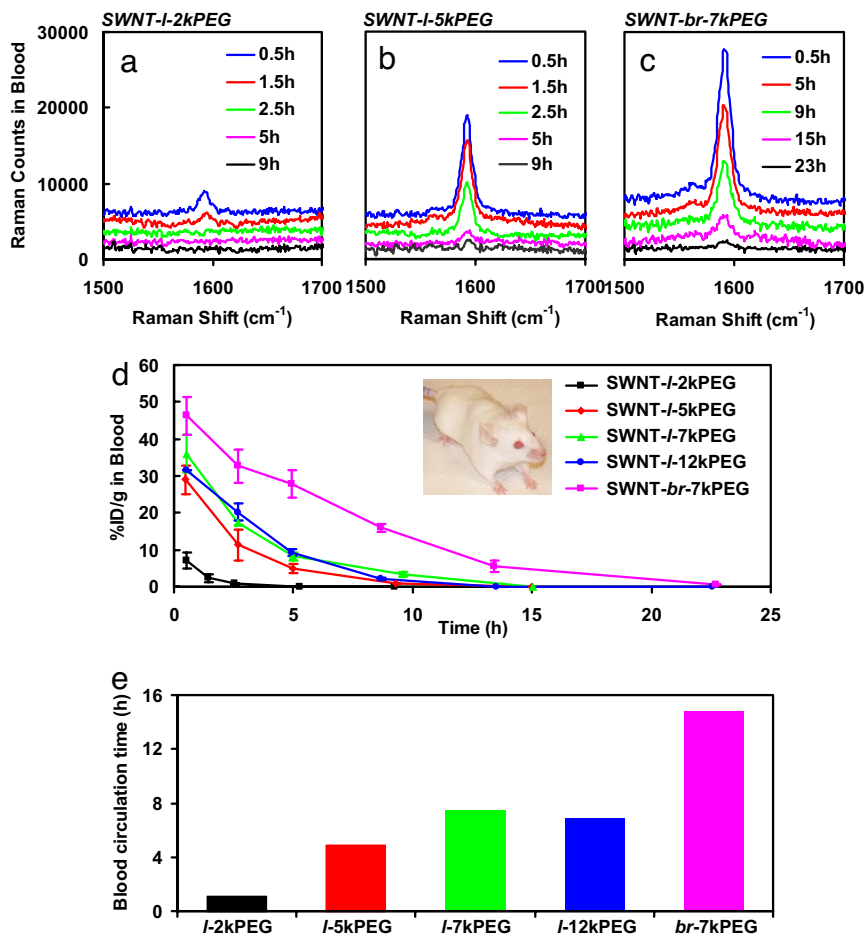 SWNT-l-2kPEG
SWNT-l-5kPEG
SWNT-br-7kPEG
Raman Counts in Blood
30000
20000
10000
0
a
0.5h
1.5h
2.5h
5h
9h
1500
1600
1700
Raman Shift (cm⁻¹)
b
0.5h
1.5h
2.5h
5h
9h
1500
1600
1700
Raman Shift (cm⁻¹)
c
0.5h
5h
9h
15h
23h
1500
1600
1700
Raman Shift (cm⁻¹)
d
%ID/g in Blood
60
50
40
30
20
10
0
SWNT-l-2kPEG
SWNT-l-5kPEG
SWNT-l-7kPEG
SWNT-l-12kPEG
SWNT-br-7kPEG
0
5
10
15
20
25
Time (h)
e
Blood circulation time (h)
16
12
8
4
0
l-2kPEG
l-5kPEG
l-7kPEG
l-12kPEG
br-7kPEG